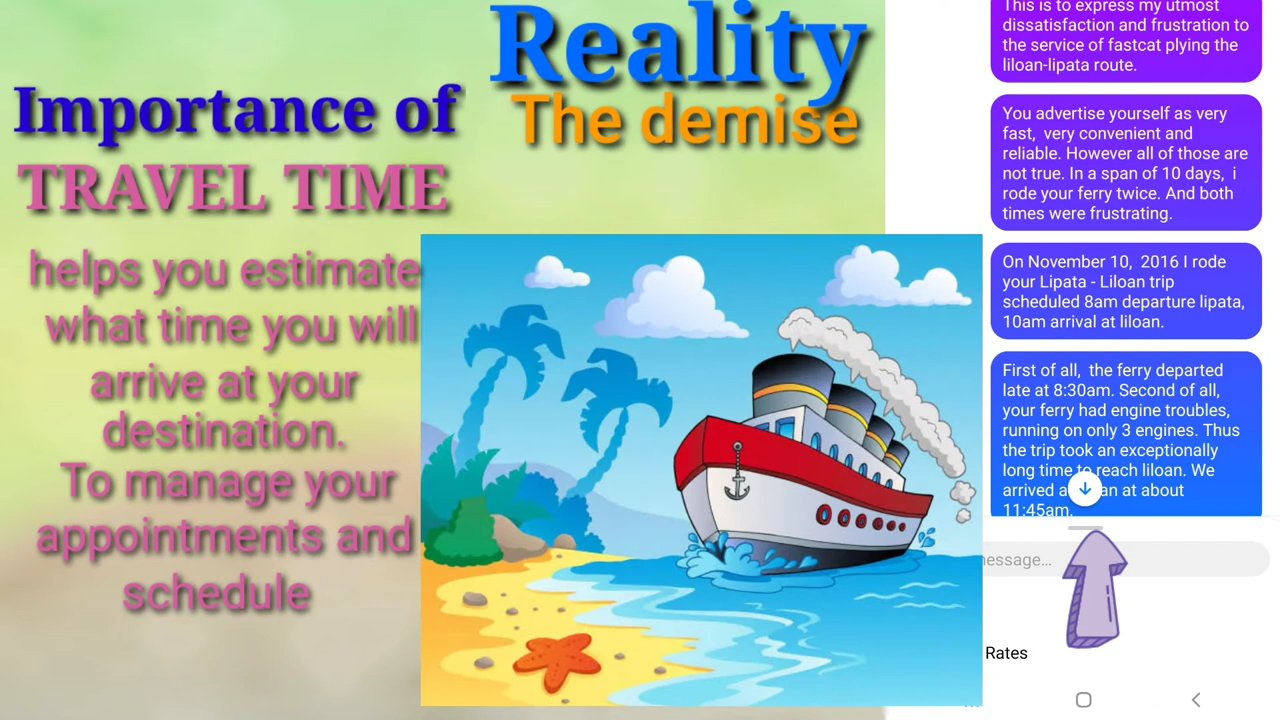 Importance of
TRAVEL TIME
helps you estimate
what time you will
arrive at your
destination.
To manage your
appointments and
schedule
Reality
The demise
This is to express my utmost
dissatisfaction and frustration to
the service of fastcat plying the
liloan-lipata route.
You advertise yourself as very
fast, very convenient and
reliable. However all of those are
not true. In a span of 10 days, i
rode your ferry twice. And both
times were frustrating.
On November 10, 2016 I rode
your Lipata - Liloan trip
scheduled 8am departure lipata,
10am arrival at liloan.
First of all, the ferry departed
late at 8:30am. Second of all,
your ferry had engine troubles,
running on only 3 engines. Thus
the trip took an exceptionally
long time to reach liloan. We
arrived a an at about
11:45am.
essage...
Rates